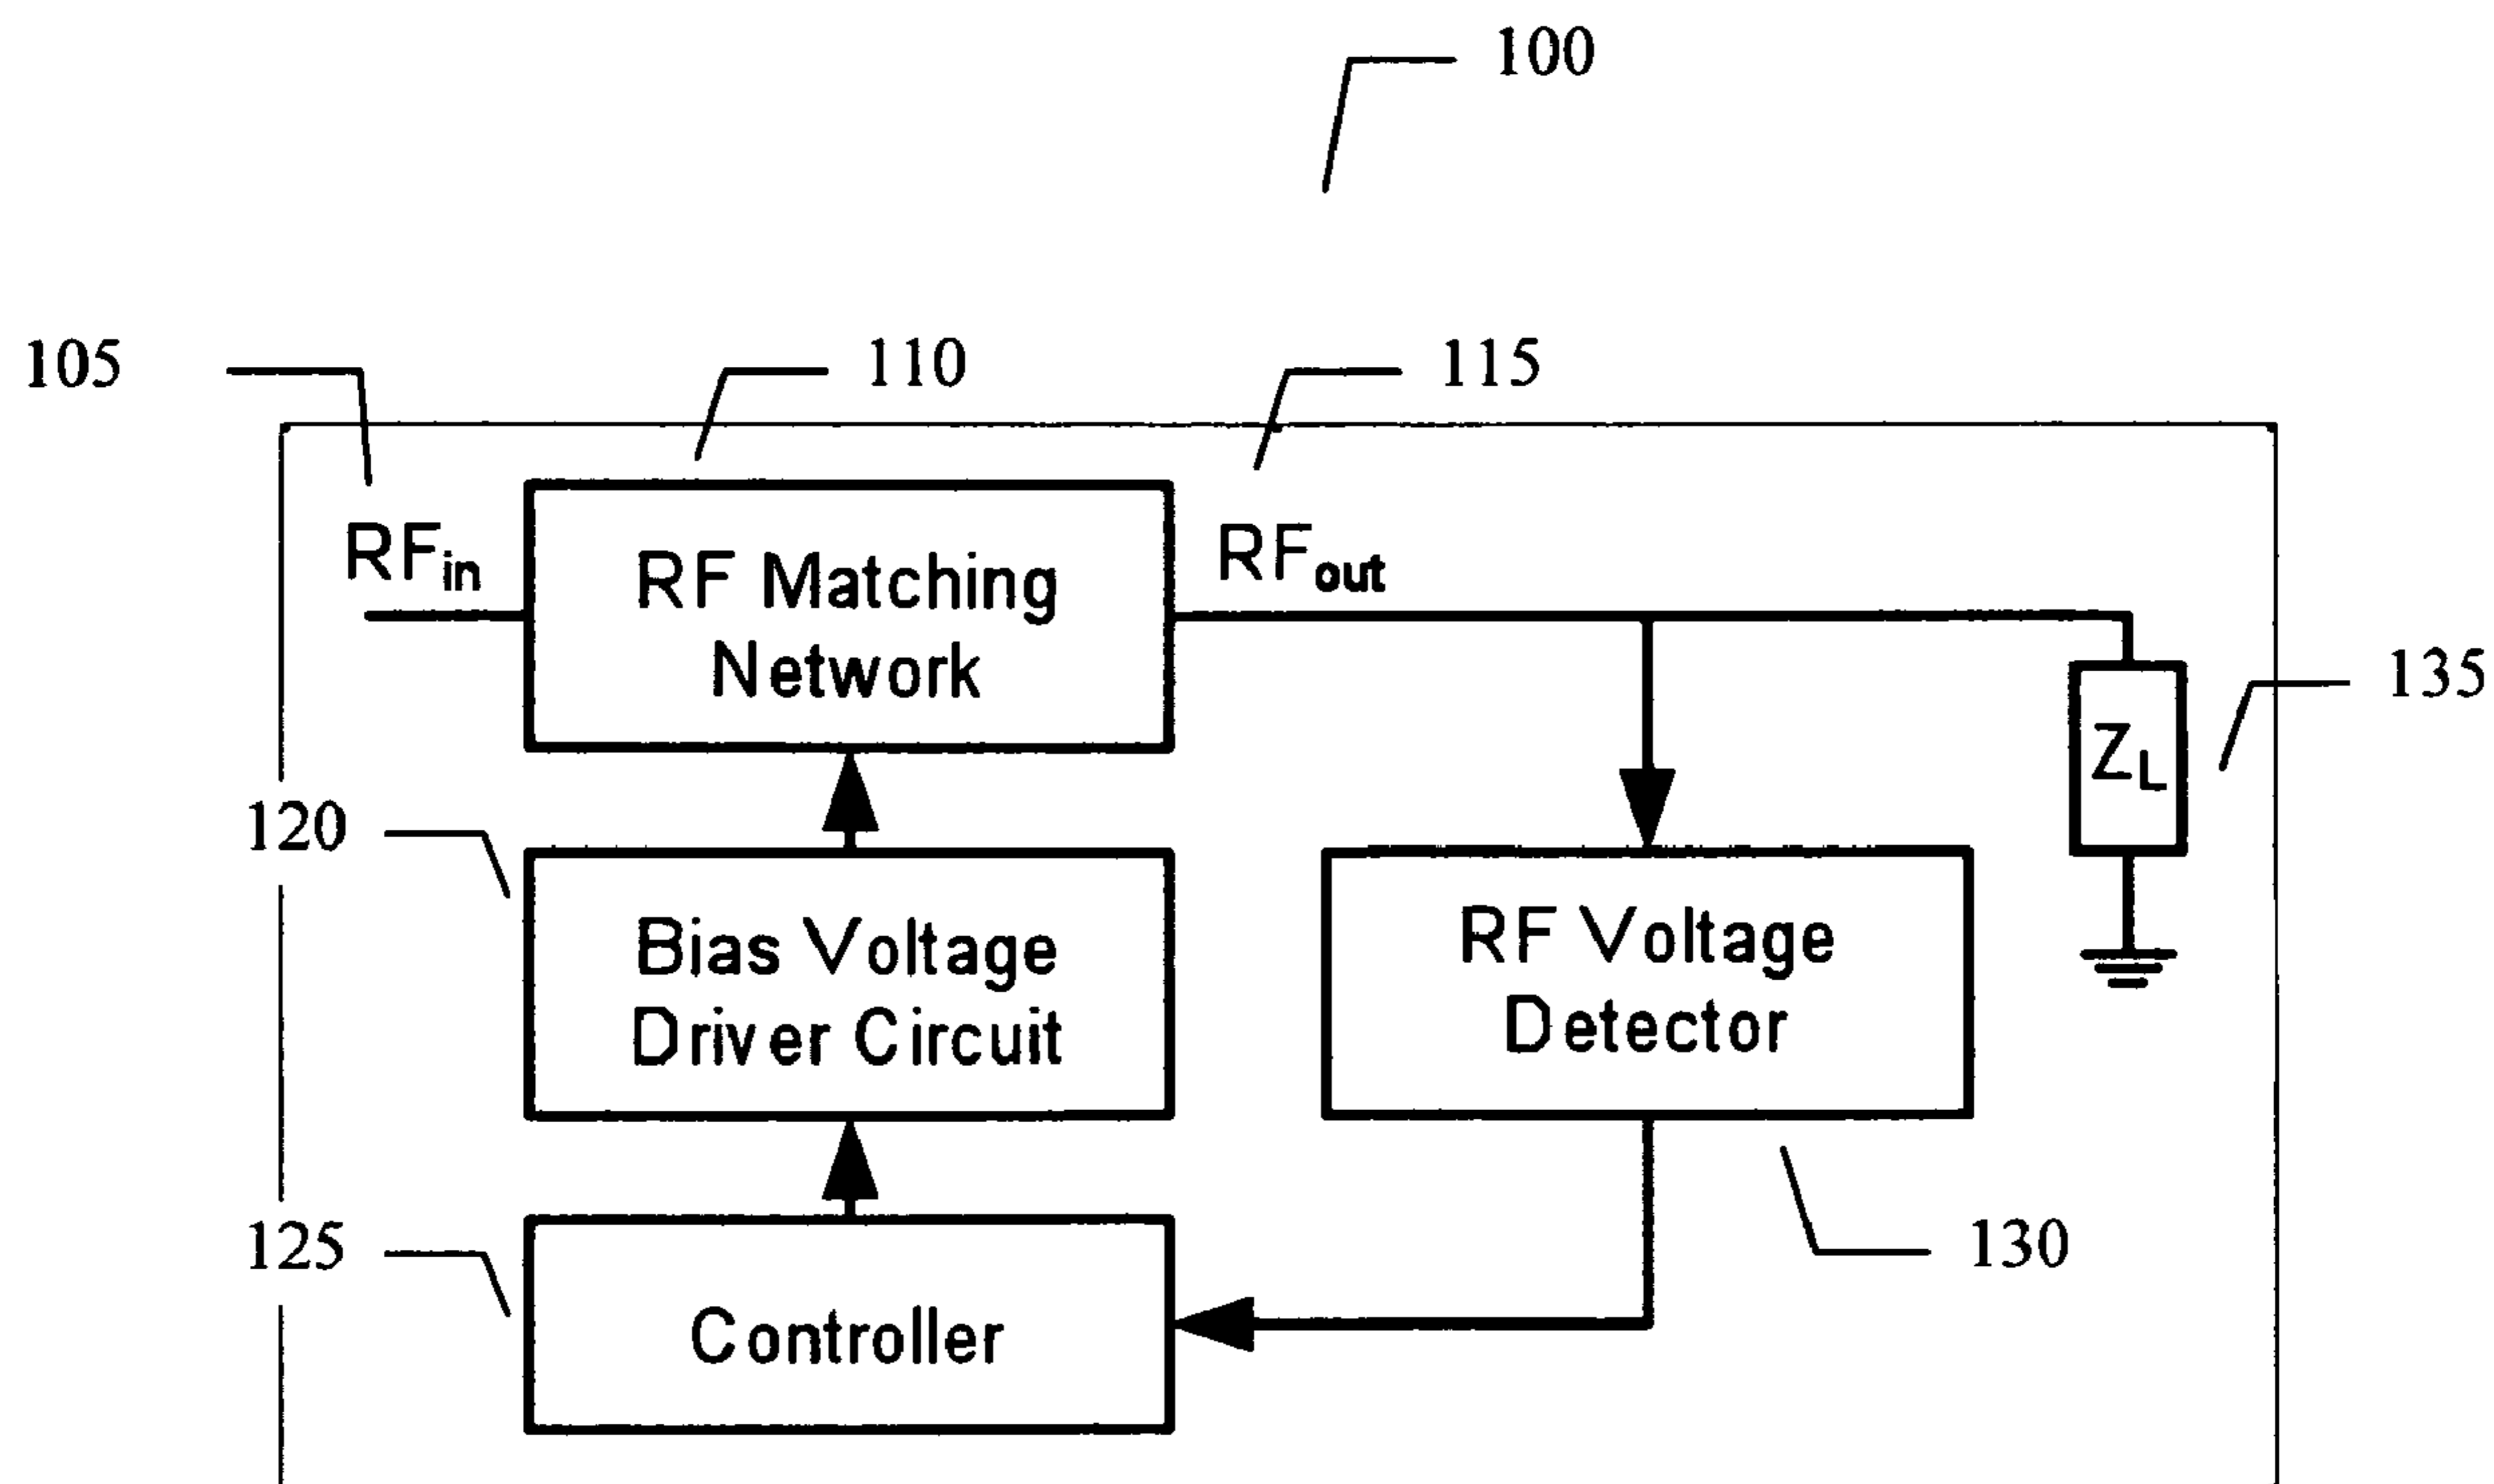 100
105
110
115
RFin
RF Matching
Network
RFout
135
ZL
120
Bias Voltage
Driver Circuit
RF Voltage
Detector
125
Controller
130